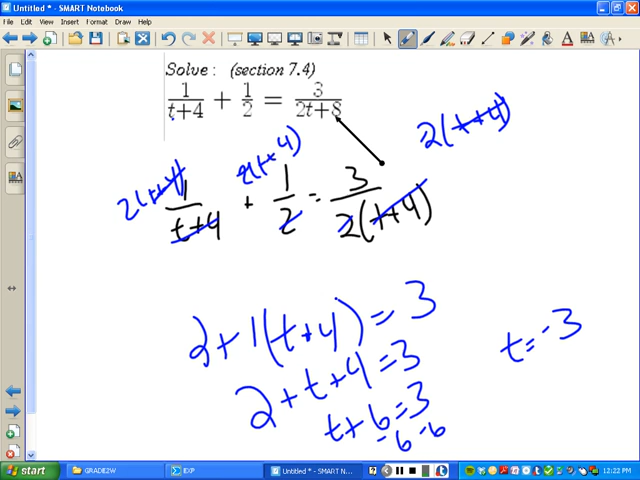 Untitled * - SMART Notebook
File Edit View Insert Format Draw Help
Solve : (section 7.4)
1/(t+4) + 1/2 = 3/(2t+8)
2(t+4)
2(t+4) 2(t+4)
1/(t+4) + 1/2 = 3/(2(t+4))
2+1(t+4)=3
t=-3
2+t+4=3
t+6=3
-6 -6
start GRADE2W EXP Untitled * - SMART... 12:22 PM